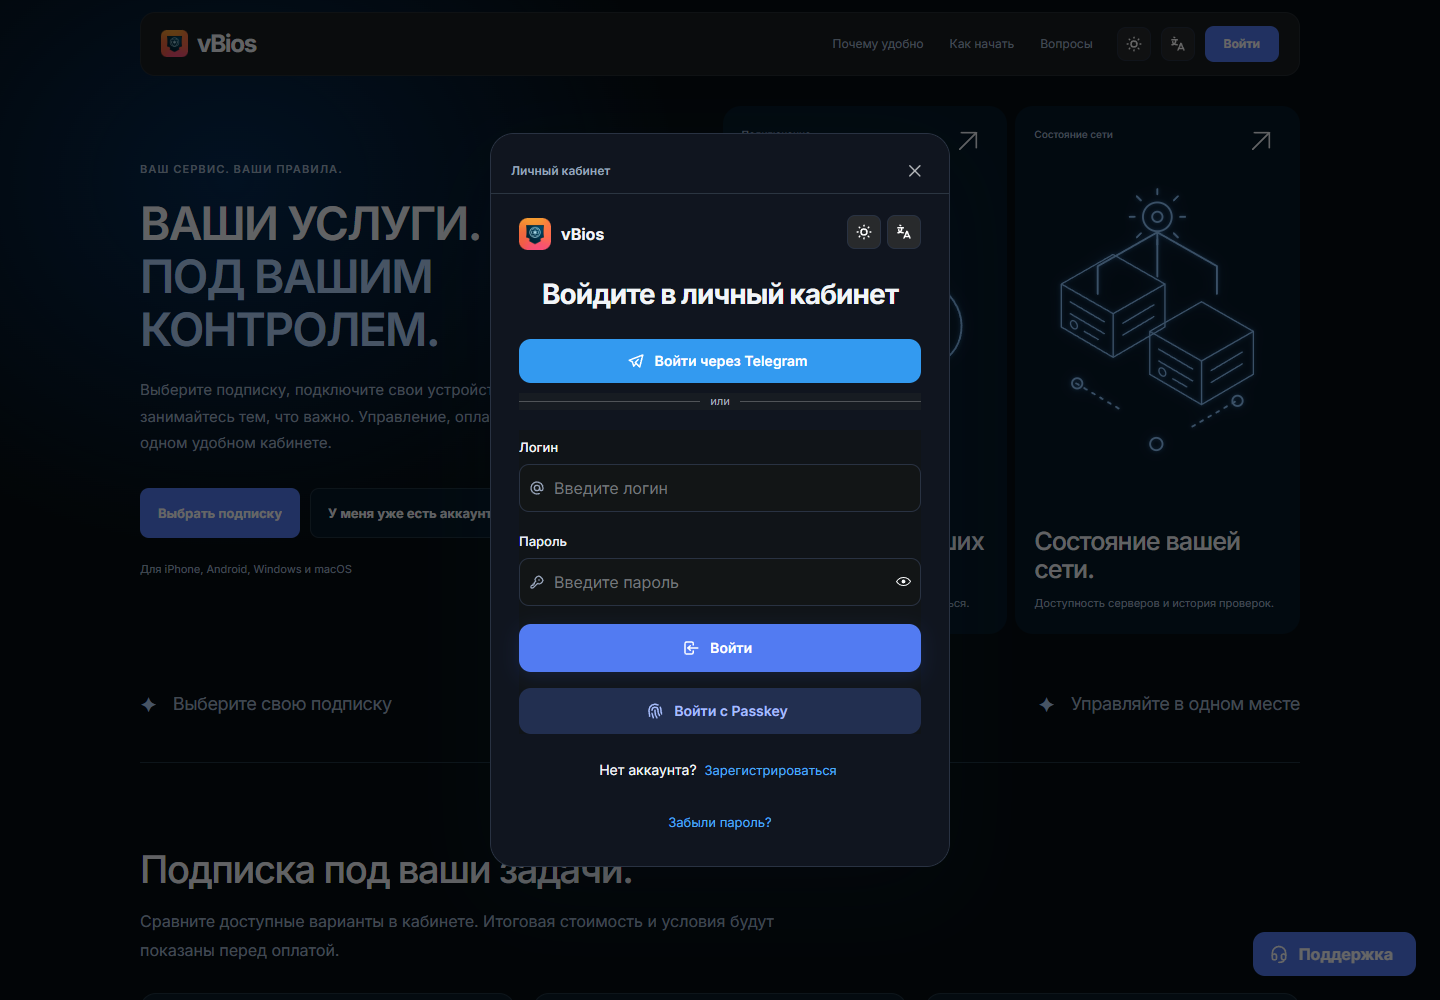 vBios
Почему удобно
Как начать
Вопросы
Войти
ВАШ СЕРВИС. ВАШИ ПРАВИЛА.
ВАШИ УСЛУГИ.
ПОД ВАШИМ
КОНТРОЛЕМ.
Выберите подписку, подключите свои устройст
занимайтесь тем, что важно. Управление, опла
одном удобном кабинете.
Выбрать подписку
У меня уже есть аккаунт
Для iPhone, Android, Windows и macOS
Личный кабинет
vBios
Войдите в личный кабинет
Войти через Telegram
или
Логин
Введите логин
Пароль
Введите пароль
Войти
Войти с Passkey
Нет аккаунта? Зарегистрироваться
Забыли пароль?
ься.
Состояние сети
Состояние вашей
сети.
Доступность серверов и история проверок.
Выберите свою подписку
Управляйте в одном месте
Подписка под ваши задачи.
Сравните доступные варианты в кабинете. Итоговая стоимость и условия будут
показаны перед оплатой.
Поддержка